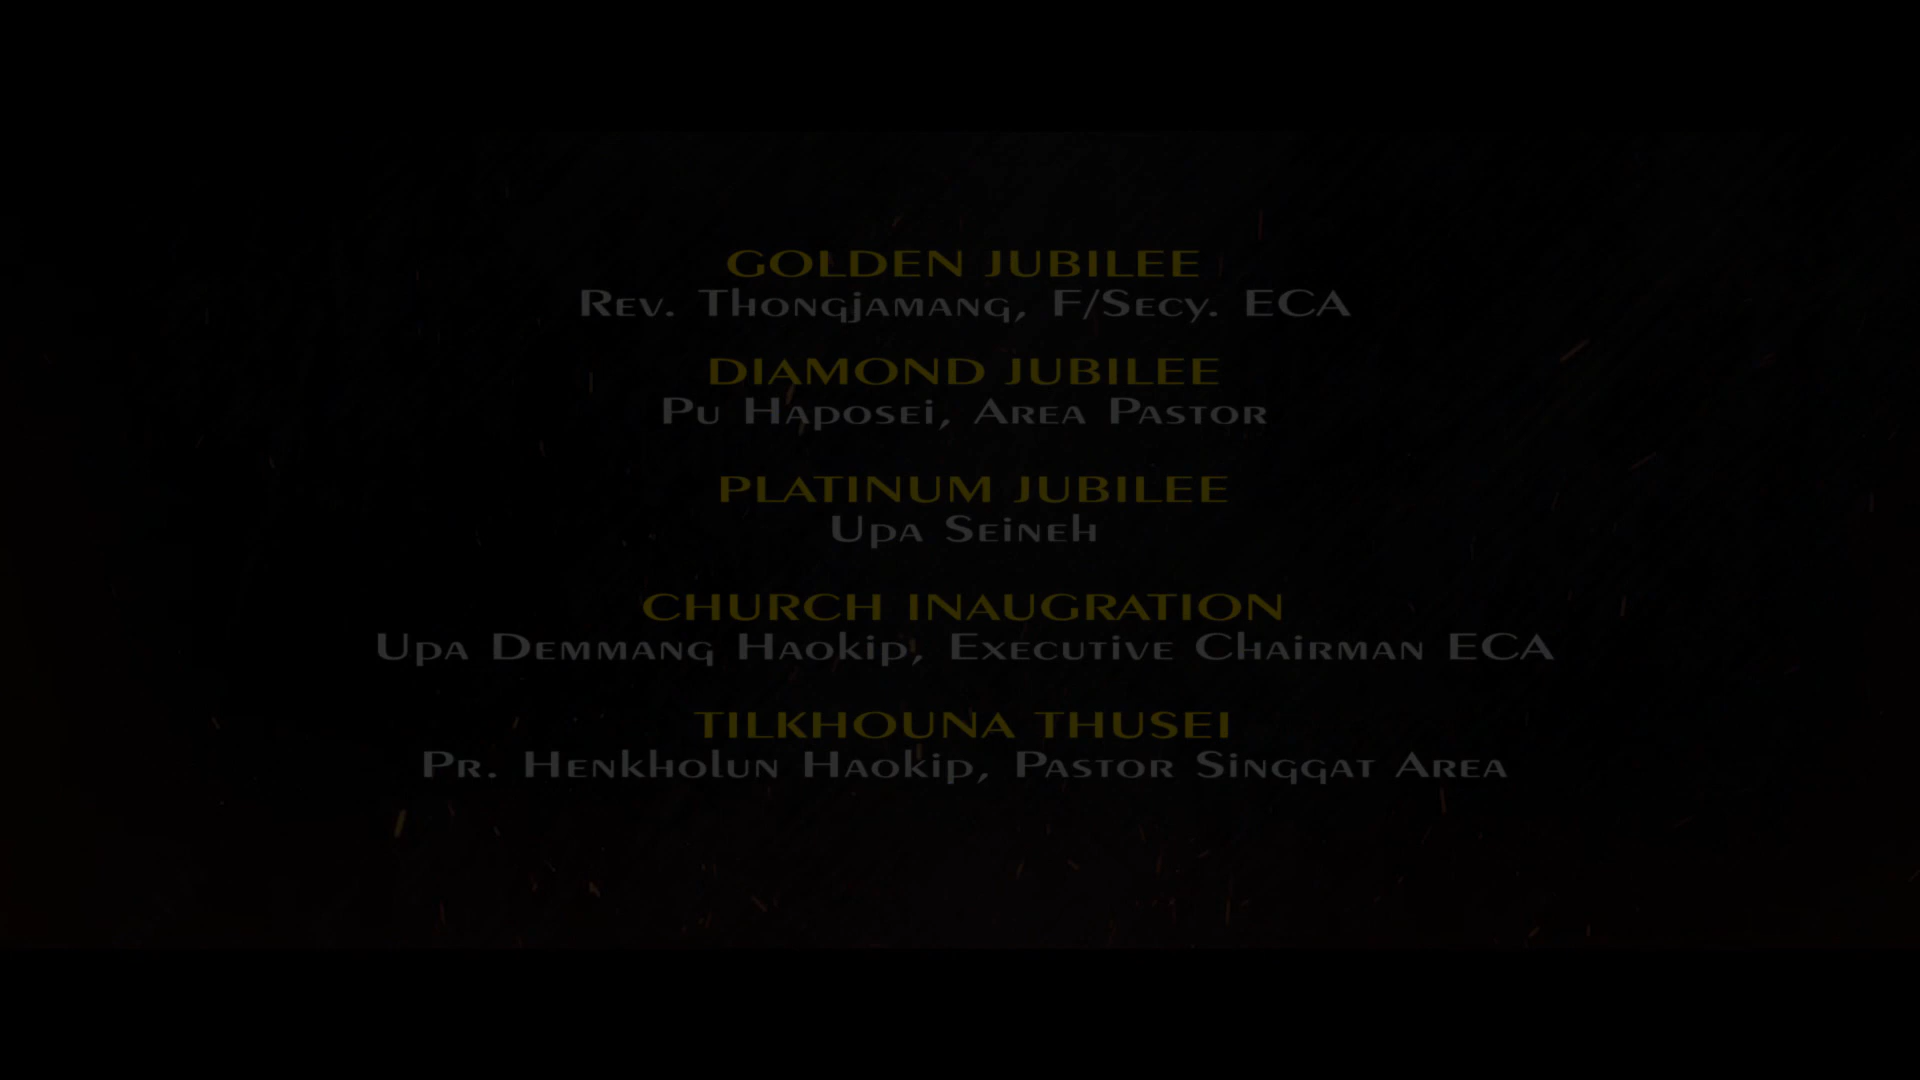 GOLDEN JUBILEE
Rev. Thongjamang, F/Secy. ECA
DIAMOND JUBILEE
Pu Haposei, Area Pastor
PLATINUM JUBILEE
Upa Seineh
CHURCH INAUGRATION
Upa Demmang Haokip, Executive Chairman ECA
TILKHOUNA THUSEI
Pr. Henkholun Haokip, Pastor Singgat Area